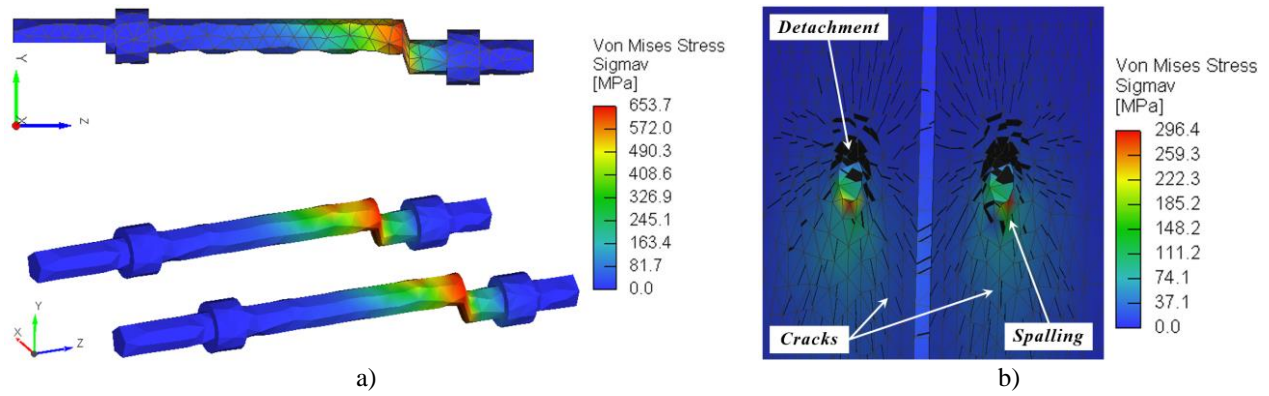 Von Mises Stress
Sigmav
[MPa]
653.7
572.0
490.3
408.6
326.9
245.1
163.4
81.7
0.0
Y
X
Z
Y
X
Z
a)
Detachment
Cracks
Spalling
Von Mises Stress
Sigmav
[MPa]
296.4
259.3
222.3
185.2
148.2
111.2
74.1
37.1
0.0
b)